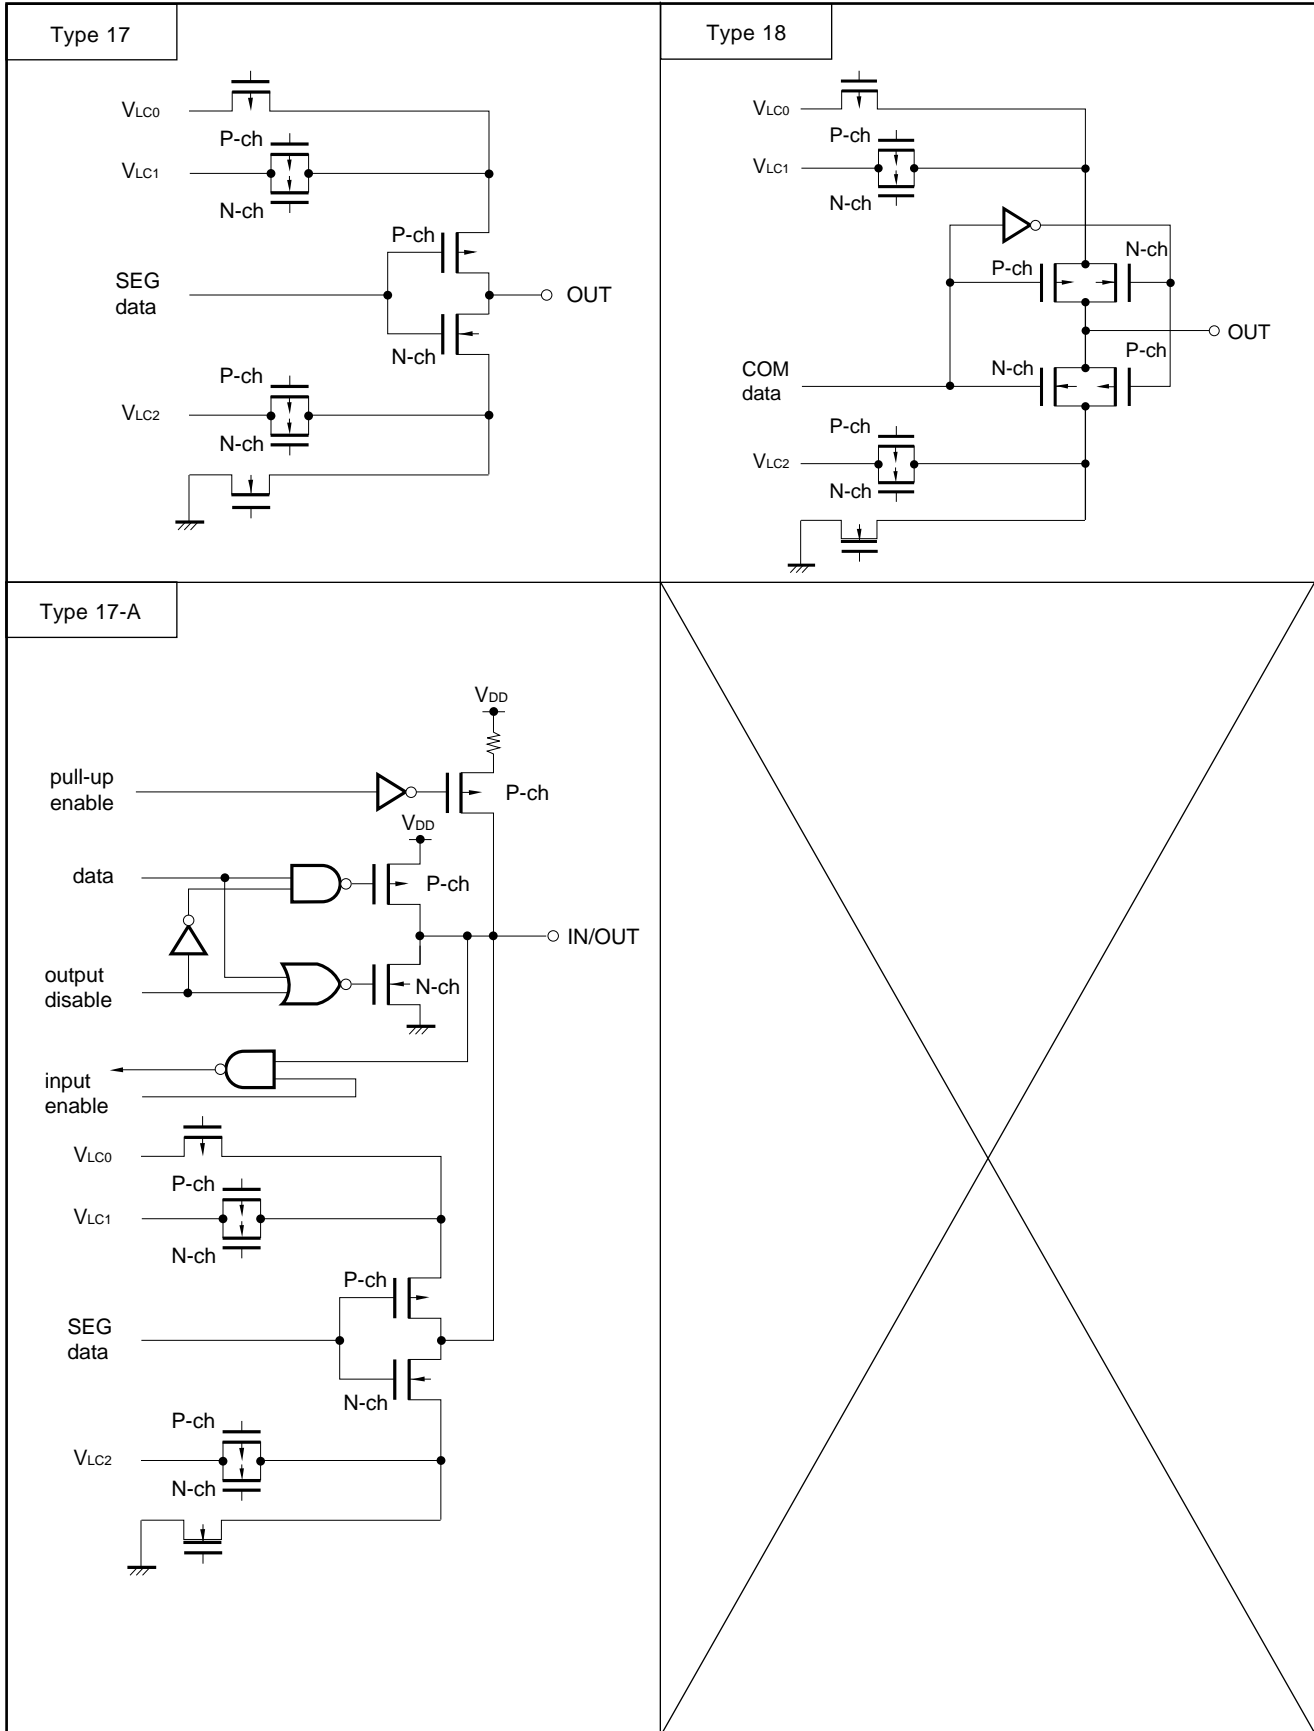 Type 17
VLC0
P-ch
VLC1
N-ch
P-ch
SEG
data
OUT
N-ch
P-ch
VLC2
N-ch
Type 18
VLC0
P-ch
VLC1
N-ch
N-ch
P-ch
OUT
P-ch
N-ch
COM
data
P-ch
VLC2
N-ch
Type 17-A
VDD
pull-up
enable
P-ch
VDD
data
P-ch
IN/OUT
output
disable
N-ch
input
enable
VLC0
P-ch
VLC1
N-ch
P-ch
SEG
data
N-ch
P-ch
VLC2
N-ch